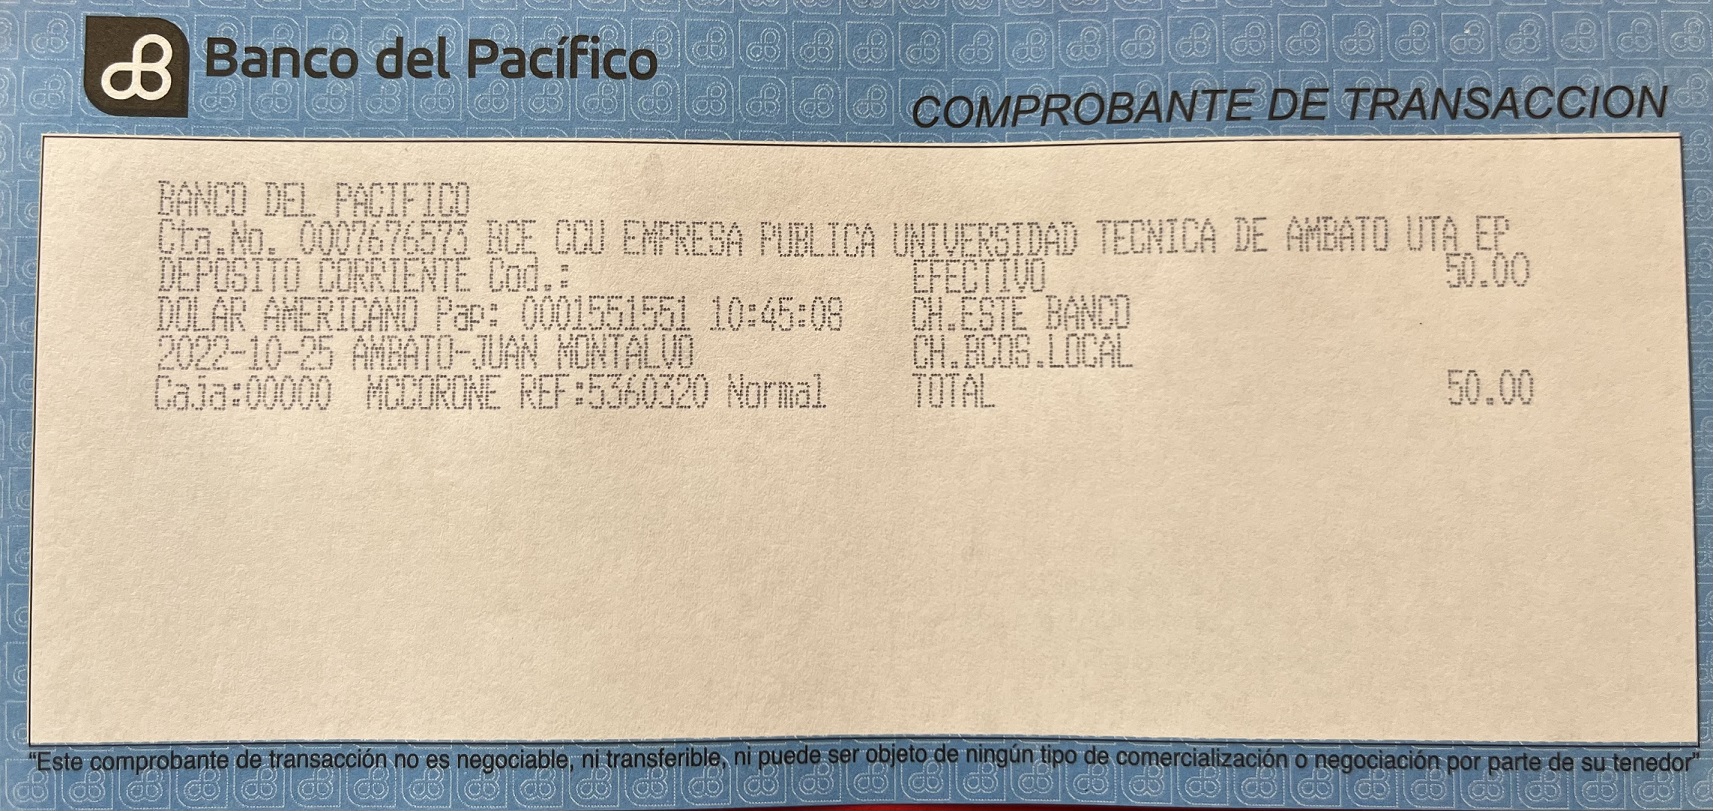 Banco del Pacífico
COMPROBANTE DE TRANSACCION
BANCO DEL PACIFICO
Cta.No. 0007676573 BCE CCU EMPRESA PUBLICA UNIVERSIDAD TECNICA DE AMBATO UTA EP
DEPOSITO CORRIENTE Cod.: EFECTIVO 50.00
DOLAR AMERICANO Pap: 0001551551 10:45:08 CH.ESTE BANCO
2022-10-25 AMBATO-JUAN MONTALVO CH.BCOS.LOCAL
Caja:00000 MCCORONE REF:5360320 Normal TOTAL 50.00
“Este comprobante de transacción no es negociable, ni transferible, ni puede ser objeto de ningún tipo de comercialización o negociación por parte de su tenedor”